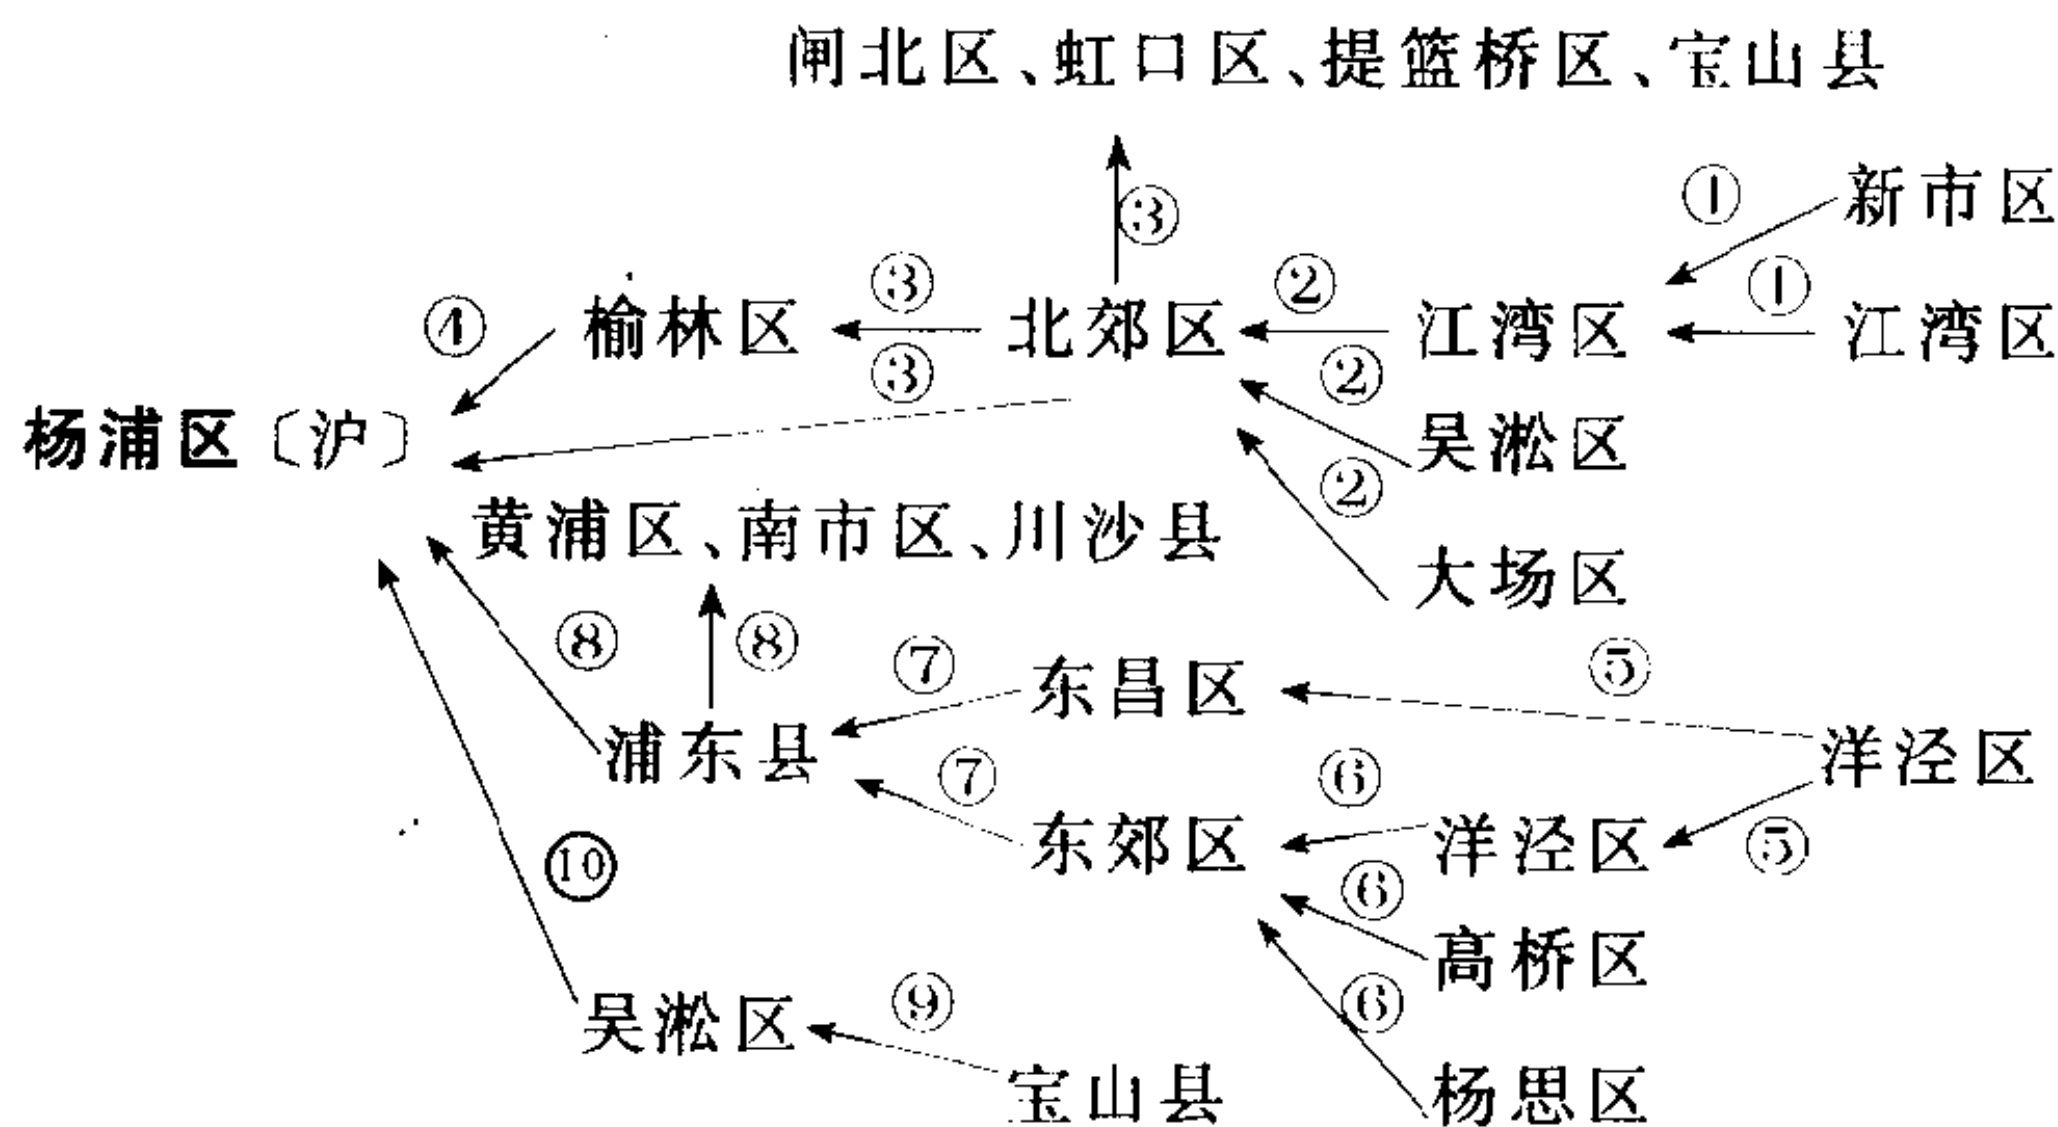 闸北区、虹口区、提篮桥区、宝山县
① 新市区
③
④ 榆林区 ③ 北郊区 ② 江湾区 ① 江湾区
③ ②
杨浦区〔沪〕 吴淞区
②
黄浦区、南市区、川沙县
大场区
⑧ ⑧ ⑦ 东昌区 ⑤
浦东县 洋泾区
⑦ ⑥
东郊区 洋泾区 ⑤
⑩ ⑥
高桥区
吴淞区 ⑨ ⑥
宝山县 杨思区